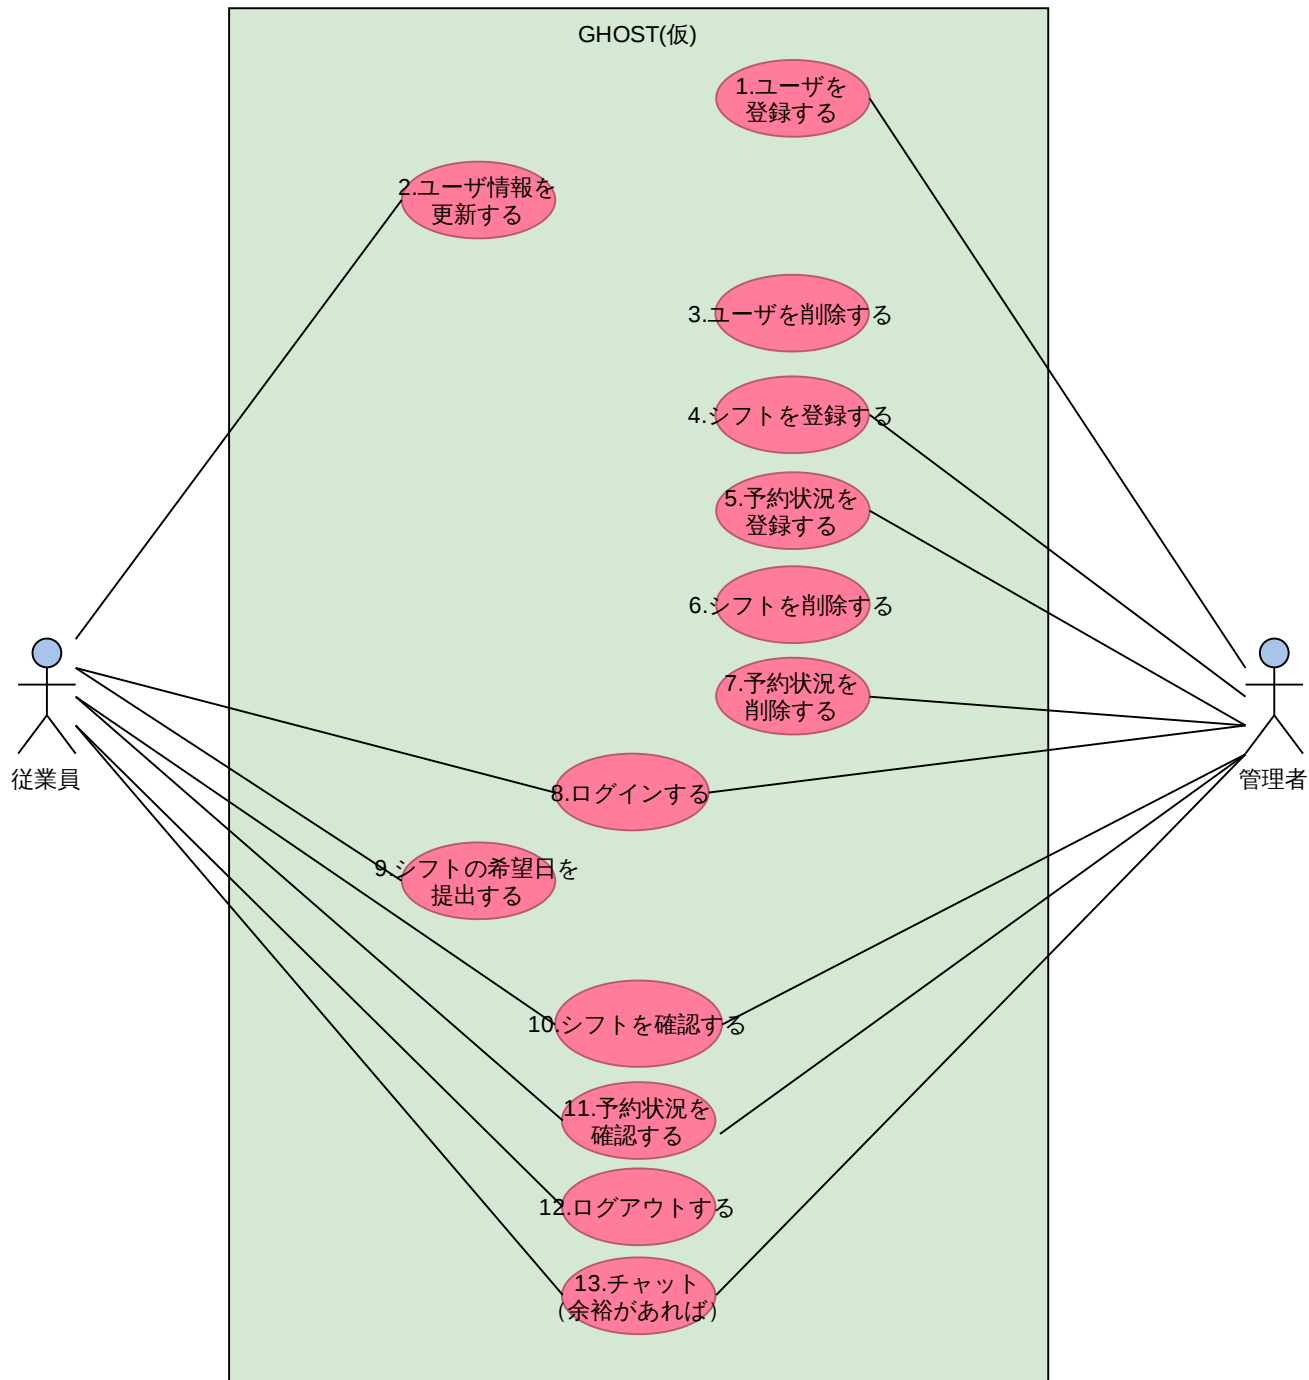 GHOST(仮)
1.ユーザを
登録する
2.ユーザ情報を
更新する
3.ユーザを削除する
4.シフトを登録する
5.予約状況を
登録する
6.シフトを削除する
7.予約状況を
削除する
従業員
管理者
8.ログインする
9.シフトの希望日を
提出する
10.シフトを確認する
11.予約状況を
確認する
12.ログアウトする
13.チャット
（余裕があれば）